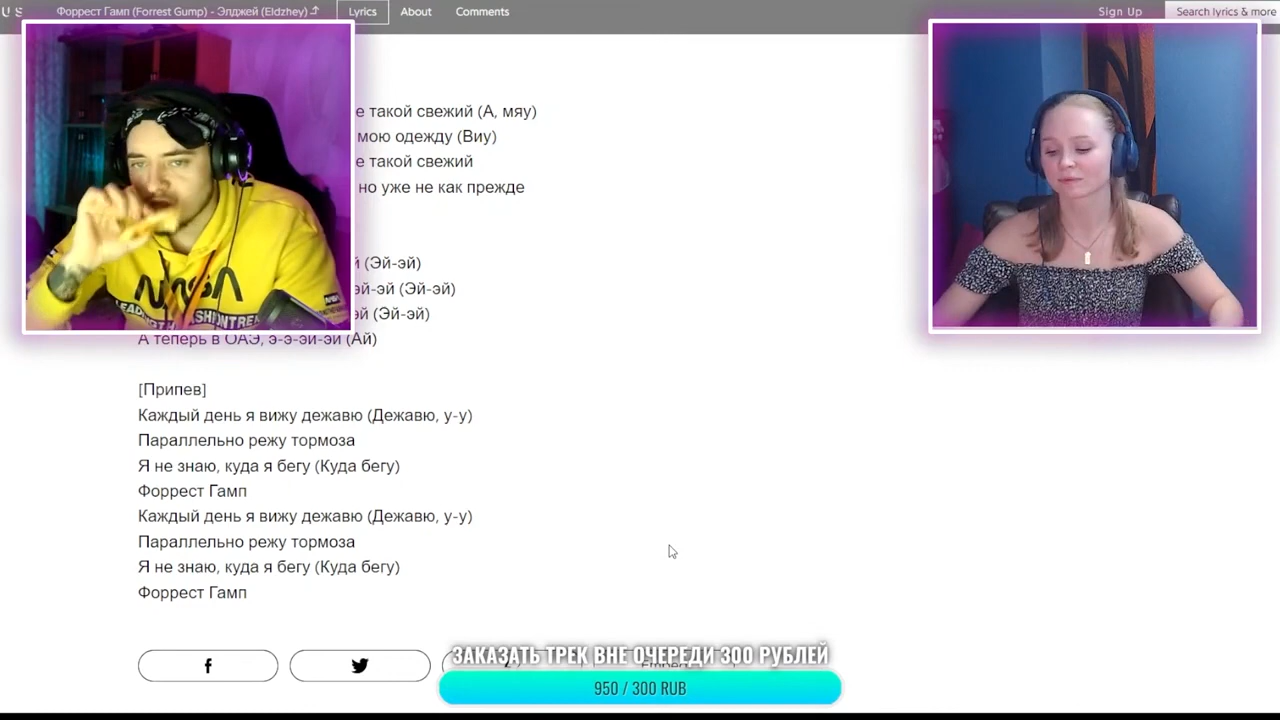 U S
Форрест Гамп (Forrest Gump) - Элджей (Eldzhey)
Lyrics
About
Comments
Sign Up
Search lyrics & more
е такой свежий (А, мяу)
мою одежду (Виу)
е такой свежий
но уже не как прежде
й (Эй-эй)
эй-эй (Эй-эй)
эй (Эй-эй)
А теперь в ОАЭ, э-э-эй-эй (Ай)
[Припев]
Каждый день я вижу дежавю (Дежавю, у-у)
Параллельно режу тормоза
Я не знаю, куда я бегу (Куда бегу)
Форрест Гамп
Каждый день я вижу дежавю (Дежавю, у-у)
Параллельно режу тормоза
Я не знаю, куда я бегу (Куда бегу)
Форрест Гамп
NASA
f
ЗАКАЗАТЬ ТРЕК ВНЕ ОЧЕРЕДИ 300 РУБЛЕЙ
Embed
950 / 300 RUB